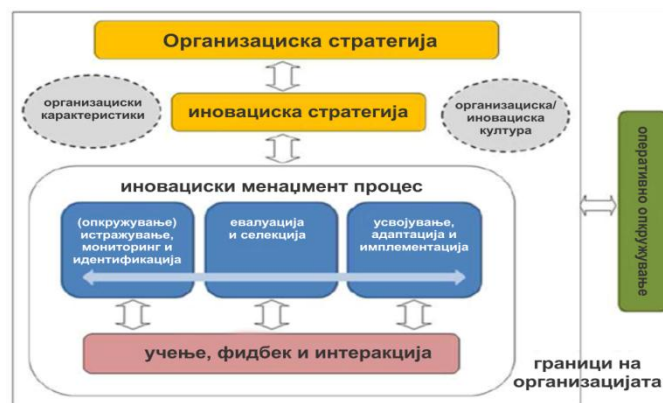 Организациска стратегија
организациски
карактеристики
иновациска стратегија
организациска/
иновациска
култура
иновациски менаџмент процес
(опкружување)
истражување,
мониторинг и
идентификација
евалуација
и селекција
усвојување,
адаптација и
имплементација
учење, фидбек и интеракција
граници на
организацијата
оперативно опкружување